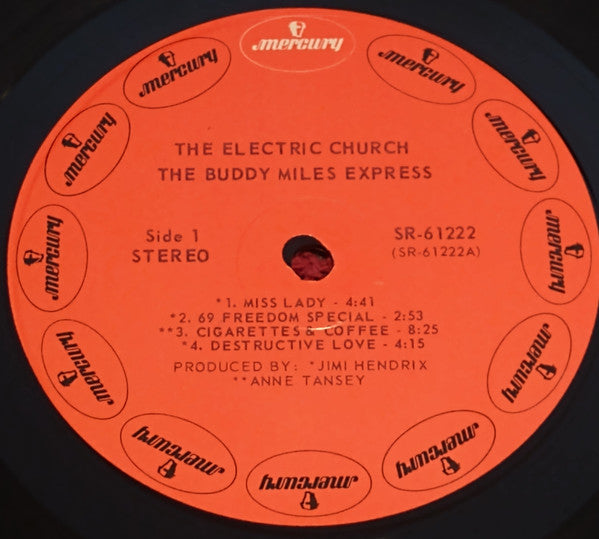 mercury
mercury
mercury
mercury
mercury
mercury
mercury
mercury
mercury
mercury
mercury
mercury
THE ELECTRIC CHURCH
THE BUDDY MILES EXPRESS
Side 1
STEREO
SR-61222
(SR-61222A)
*1. MISS LADY - 4:41
*2. 69 FREEDOM SPECIAL - 2:53
**3. CIGARETTES & COFFEE - 8:25
*4. DESTRUCTIVE LOVE - 4:15
PRODUCED BY: *JIMI HENDRIX
**ANNE TANSEY